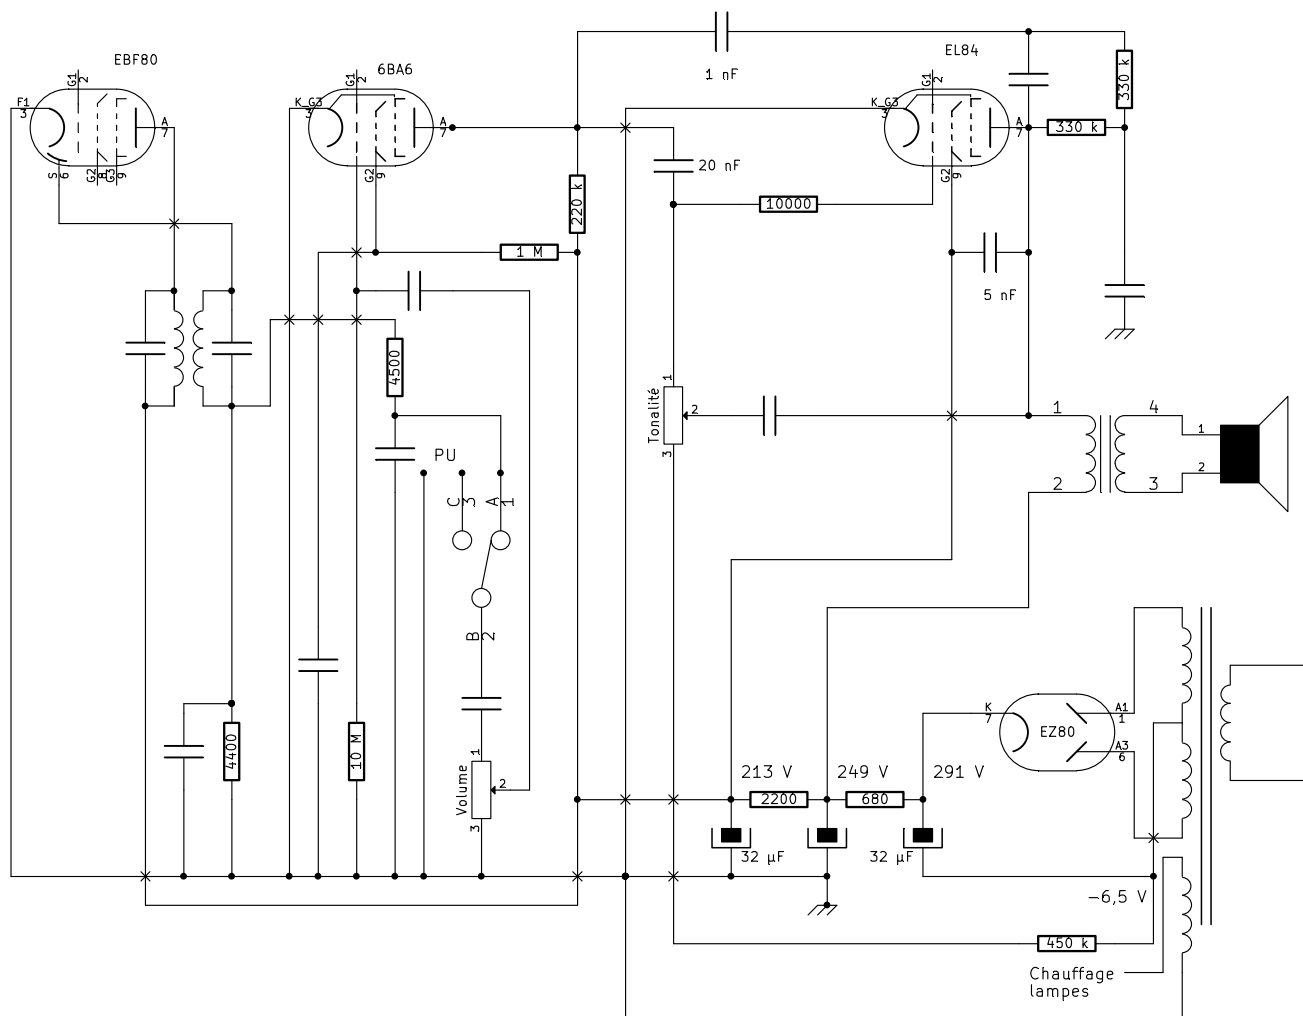 EBF80
6BA6
EL84
1 nF
330 k
G1
2
G1
2
G1
2
F1
3
K_G3
3
K_G3
3
A
7
A
7
A
7
330 k
20 nF
S
6
G2
8
G3
9
G2
9
G2
9
220 k
10000
1 M
5 nF
4500
Tonalité
1
2
3
1
2
4
3
1
2
PU
C
3
A
1
B
2
K
7
EZ80
A1
1
A3
6
4400
10 M
Volume
1
2
3
213 V
249 V
291 V
2200
680
32 µF
32 µF
-6,5 V
450 k
Chauffage
lampes